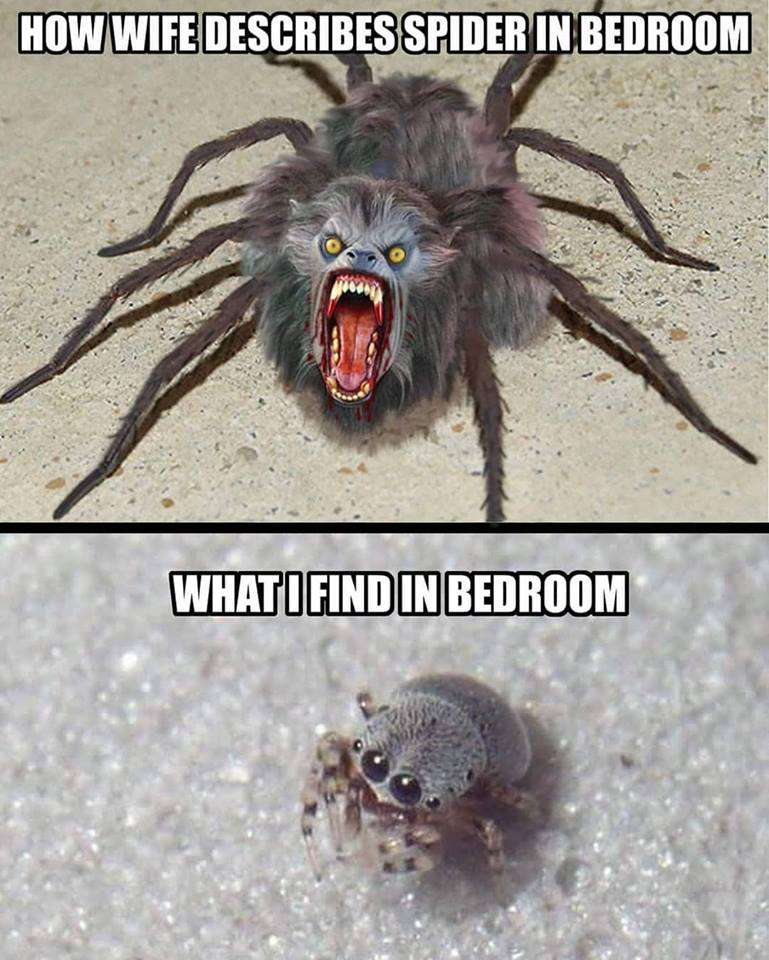 HOW WIFE DESCRIBES SPIDER IN BEDROOM
WHAT I FIND IN BEDROOM